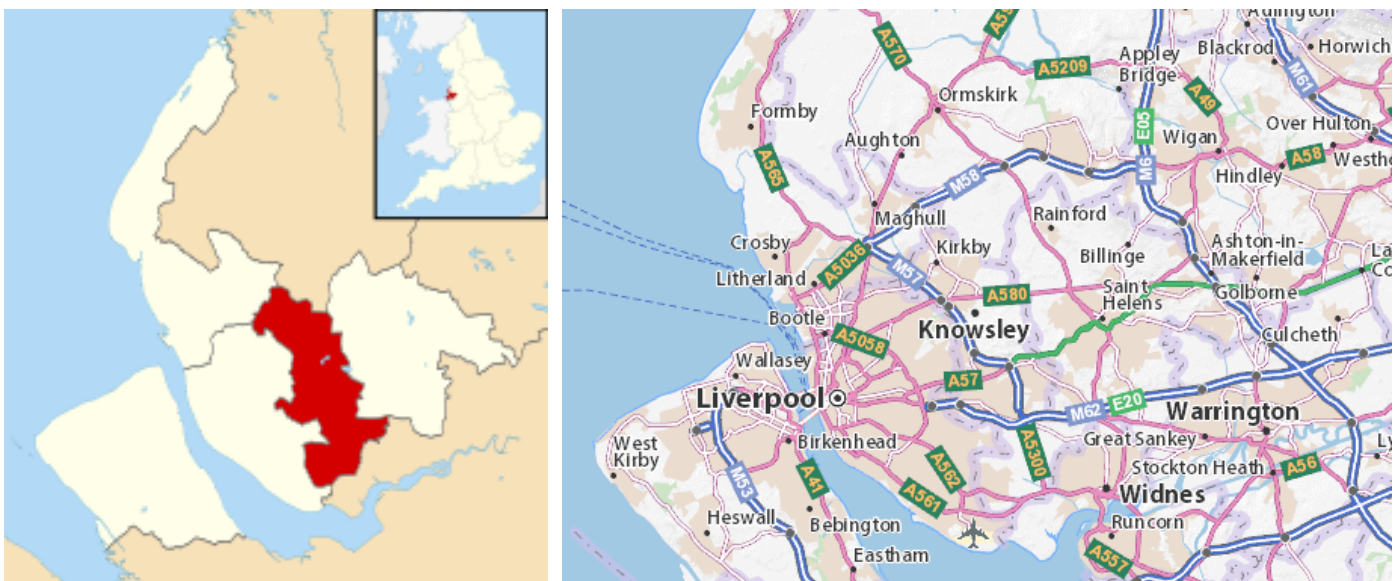 Adlington
A570
Blackrod
Horwich
Appley
Bridge
A5209
M61
Ormskirk
A49
Formby
E05
Over Hulton
Aughton
Wigan
A58
A565
M6
Hindley
M58
Maghull
Rainford
Crosby
Kirkby
Ashton-in-
Makerfield
A5036
Billinge
Litherland
M57
Saint
Helens
A580
Golborne
Bootle
Knowsley
Culcheth
A5058
Wallasey
A57
Liverpool
E20
M62
Warrington
West
Kirby
Birkenhead
A5300
Great Sankey
A562
Stockton Heath
A56
M53
A41
A561
Widnes
Heswall
Bebington
Runcorn
Eastham
A557